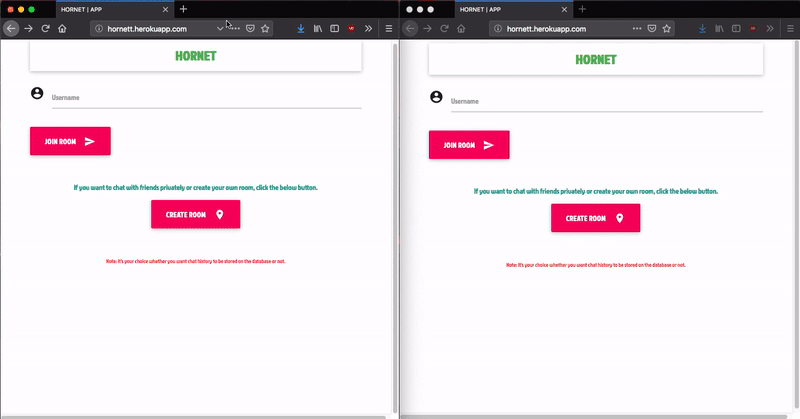 HORNET | APP
hornett.herokuapp.com
HORNET
Username
JOIN ROOM
If you want to chat with friends privately or create your own room, click the below button.
CREATE ROOM
Note: It's your choice whether you want chat history to be stored on the database or not.
HORNET | APP
hornett.herokuapp.com
HORNET
Username
JOIN ROOM
If you want to chat with friends privately or create your own room, click the below button.
CREATE ROOM
Note: It's your choice whether you want chat history to be stored on the database or not.